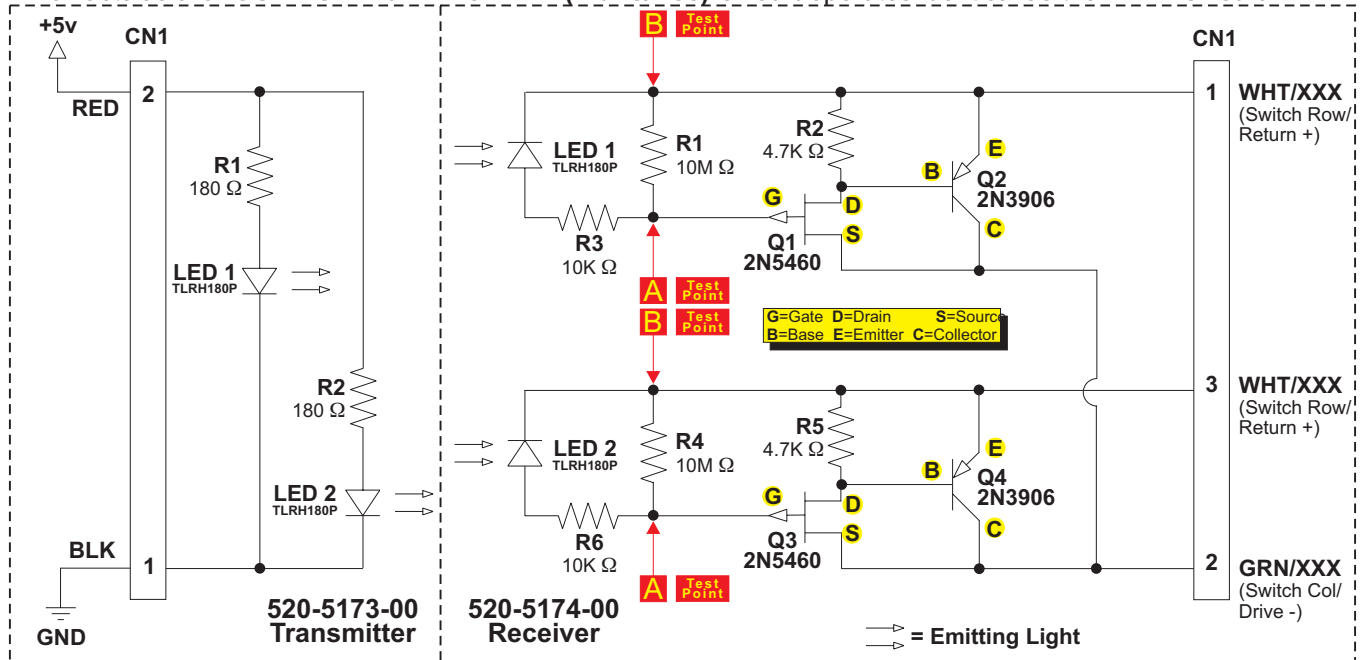 B Test Point
+5v
CN1
CN1
RED
2
1
WHT/XXX
(Switch Row/
Return +)
R1
180 Ω
LED 1
TLRH180P
R1
10M Ω
R2
4.7K Ω
E
B
Q2
2N3906
C
G
D
S
Q1
2N5460
R3
10K Ω
LED 1
TLRH180P
A Test Point
B Test Point
G=Gate D=Drain S=Source
B=Base E=Emitter C=Collector
R2
180 Ω
3
WHT/XXX
(Switch Row/
Return +)
LED 2
TLRH180P
R4
10M Ω
R5
4.7K Ω
E
B
Q4
2N3906
C
LED 2
TLRH180P
G
D
S
Q3
2N5460
R6
10K Ω
BLK
1
2
GRN/XXX
(Switch Col/
Drive -)
A Test Point
GND
520-5173-00
Transmitter
520-5174-00
Receiver
= Emitting Light